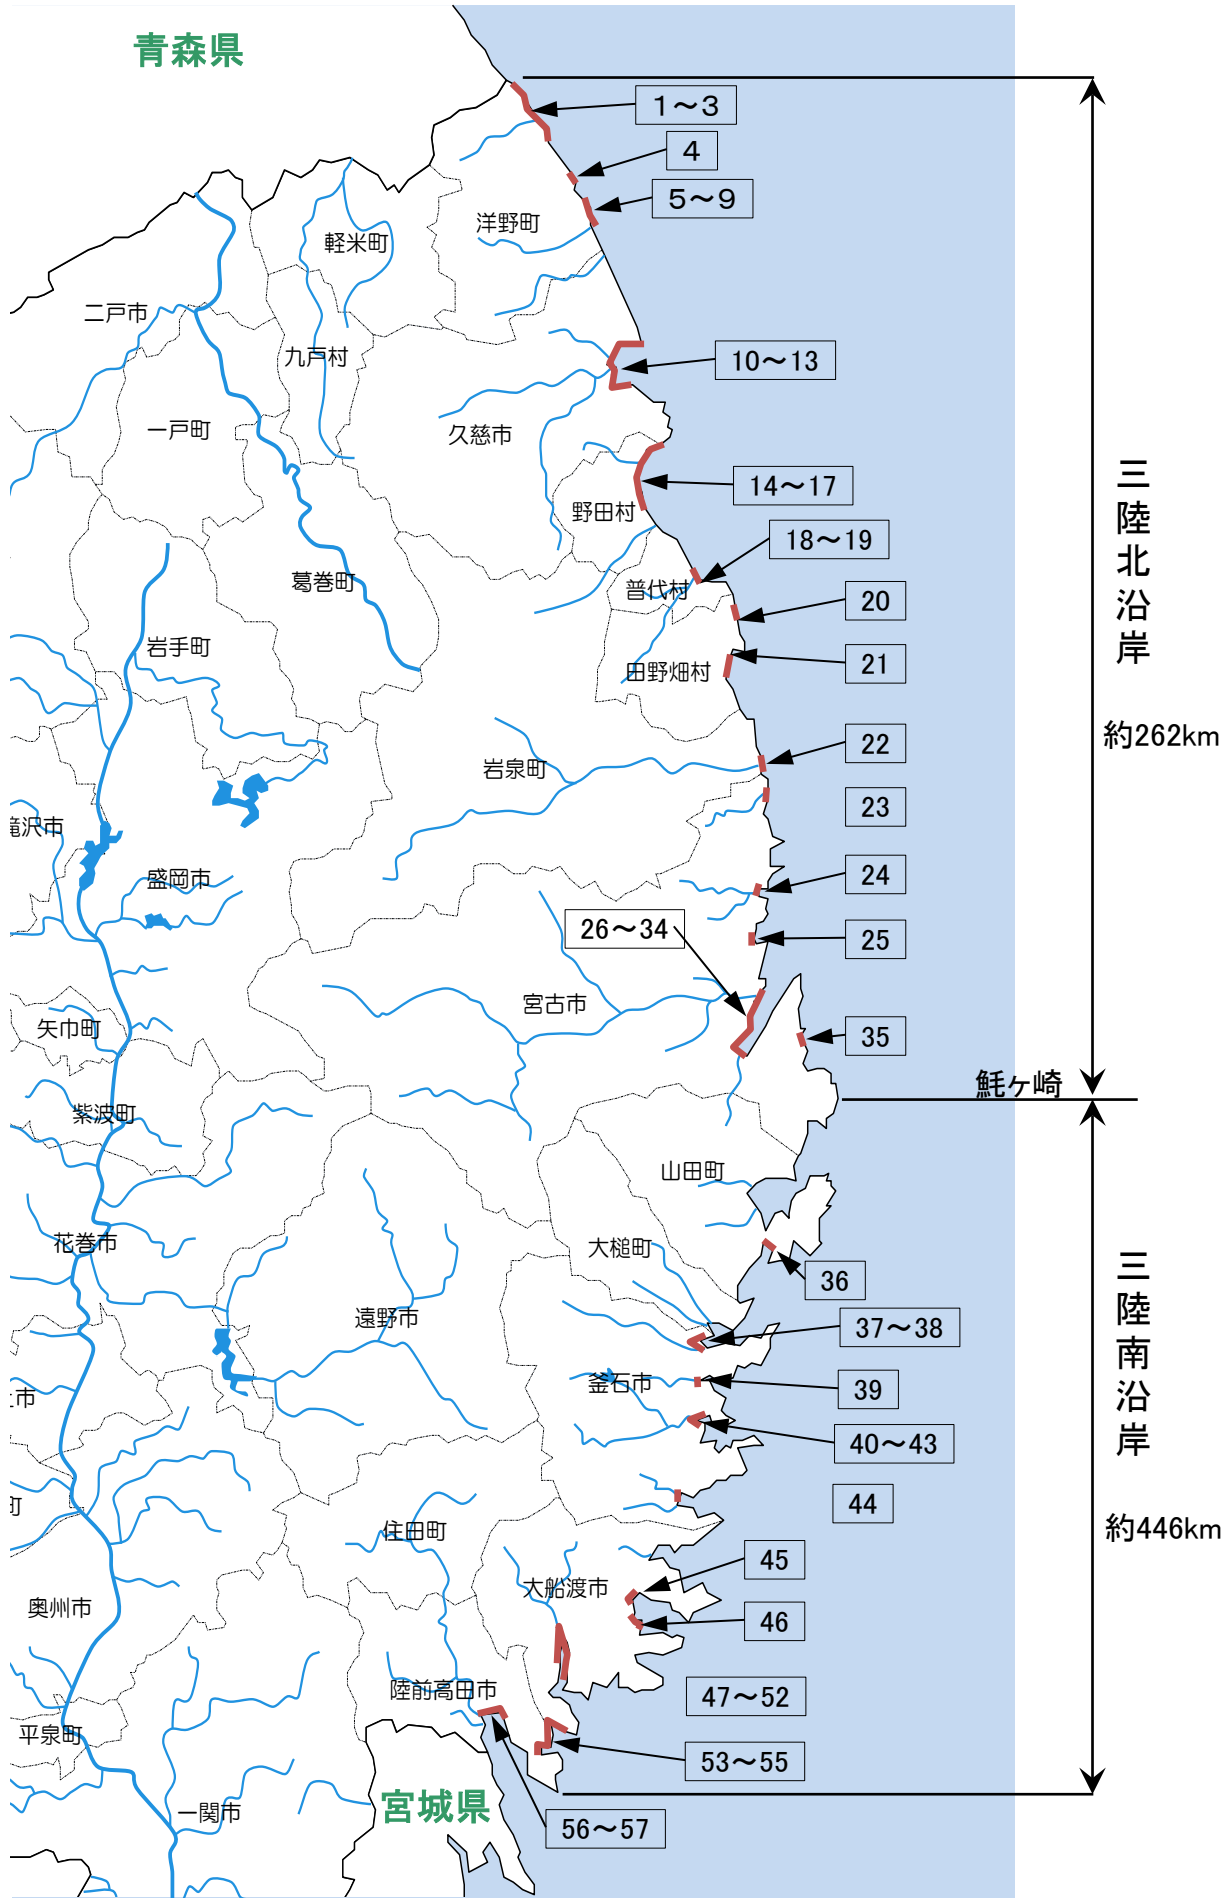 青森県
1～3
4
5～9
洋野町
軽米町
二戸市
九戸村
10～13
一戸町
久慈市
14～17
野田村
18～19
葛巻町
普代村
20
岩手町
田野畑村
21
三陸北沿岸
約262km
22
岩泉町
23
滝沢市
盛岡市
24
26～34
25
宮古市
矢巾町
35
魹ヶ崎
紫波町
山田町
花巻市
大槌町
36
遠野市
37～38
釜石市
39
40～43
三陸南沿岸
約446km
市
町
44
住田町
45
大船渡市
奥州市
46
陸前高田市
47～52
平泉町
53～55
宮城県
一関市
56～57